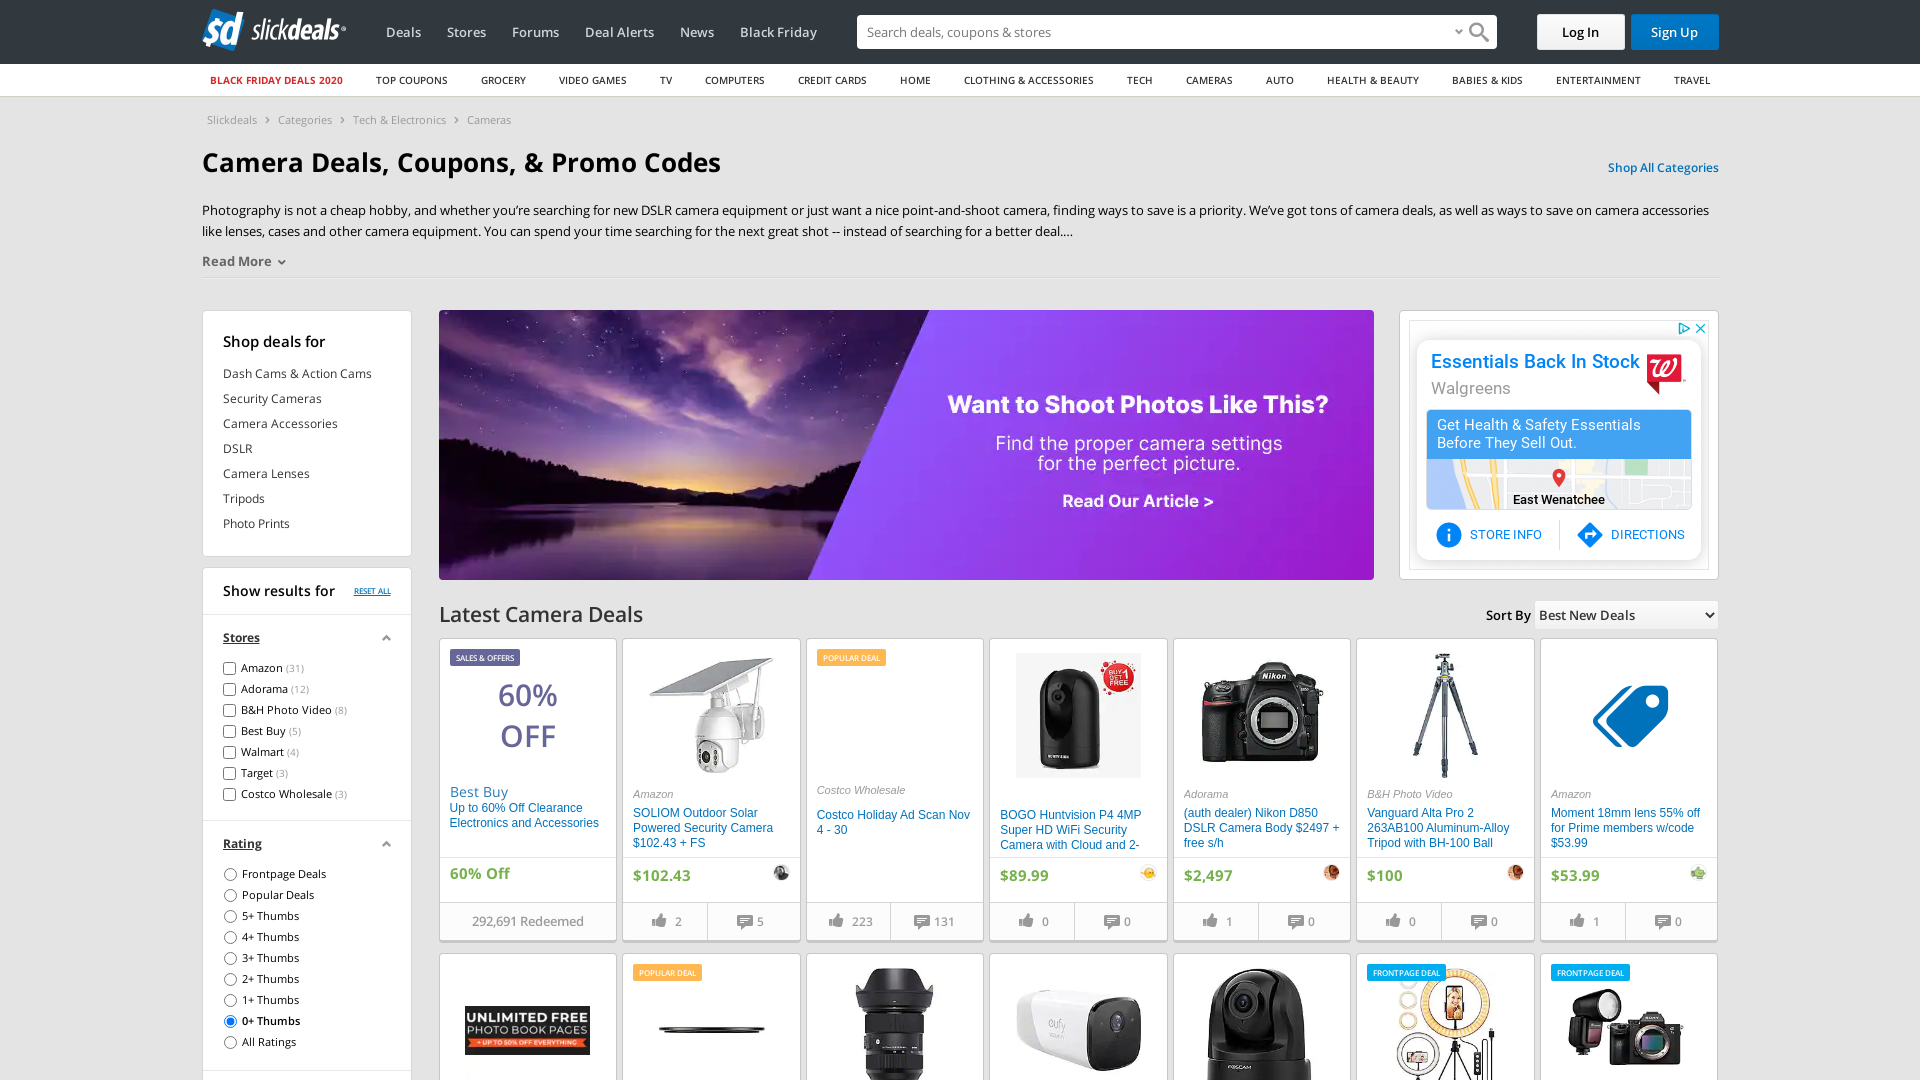 sd slickdeals
Deals
Stores
Forums
Deal Alerts
News
Black Friday
Search deals, coupons & stores
Log In
Sign Up
BLACK FRIDAY DEALS 2020
TOP COUPONS
GROCERY
VIDEO GAMES
TV
COMPUTERS
CREDIT CARDS
HOME
CLOTHING & ACCESSORIES
TECH
CAMERAS
AUTO
HEALTH & BEAUTY
BABIES & KIDS
ENTERTAINMENT
TRAVEL
Slickdeals > Categories > Tech & Electronics > Cameras
Camera Deals, Coupons, & Promo Codes
Shop All Categories
Photography is not a cheap hobby, and whether you’re searching for new DSLR camera equipment or just want a nice point-and-shoot camera, finding ways to save is a priority. We’ve got tons of camera deals, as well as ways to save on camera accessories
like lenses, cases and other camera equipment. You can spend your time searching for the next great shot -- instead of searching for a better deal.…
Read More
Shop deals for
Dash Cams & Action Cams
Security Cameras
Camera Accessories
DSLR
Camera Lenses
Tripods
Photo Prints
Show results for
RESET ALL
Stores
Amazon (31)
Adorama (12)
B&H Photo Video (8)
Best Buy (5)
Walmart (4)
Target (3)
Costco Wholesale (3)
Rating
Frontpage Deals
Popular Deals
5+ Thumbs
4+ Thumbs
3+ Thumbs
2+ Thumbs
1+ Thumbs
0+ Thumbs
All Ratings
Want to Shoot Photos Like This?
Find the proper camera settings
for the perfect picture.
Read Our Article >
Essentials Back In Stock
Walgreens
Get Health & Safety Essentials
Before They Sell Out.
East Wenatchee
STORE INFO
DIRECTIONS
Latest Camera Deals
Sort By
Best New Deals
SALES & OFFERS
60%
OFF
Best Buy
Up to 60% Off Clearance
Electronics and Accessories
60% Off
292,691 Redeemed
Amazon
SOLIOM Outdoor Solar
Powered Security Camera
$102.43 + FS
$102.43
2
5
POPULAR DEAL
Costco Wholesale
Costco Holiday Ad Scan Nov
4 - 30
223
131
BUY 1
GET
FREE
BOGO Huntvision P4 4MP
Super HD WiFi Security
Camera with Cloud and 2-
$89.99
0
0
Nikon
Adorama
(auth dealer) Nikon D850
DSLR Camera Body $2497 +
free s/h
$2,497
1
0
B&H Photo Video
Vanguard Alta Pro 2
263AB100 Aluminum-Alloy
Tripod with BH-100 Ball
$100
0
0
Amazon
Moment 18mm lens 55% off
for Prime members w/code
$53.99
$53.99
1
0
UNLIMITED FREE
PHOTO BOOK PAGES
+ UP TO 50% OFF EVERYTHING
POPULAR DEAL
eufy
FOSCAM
FRONTPAGE DEAL
FRONTPAGE DEAL
SONY